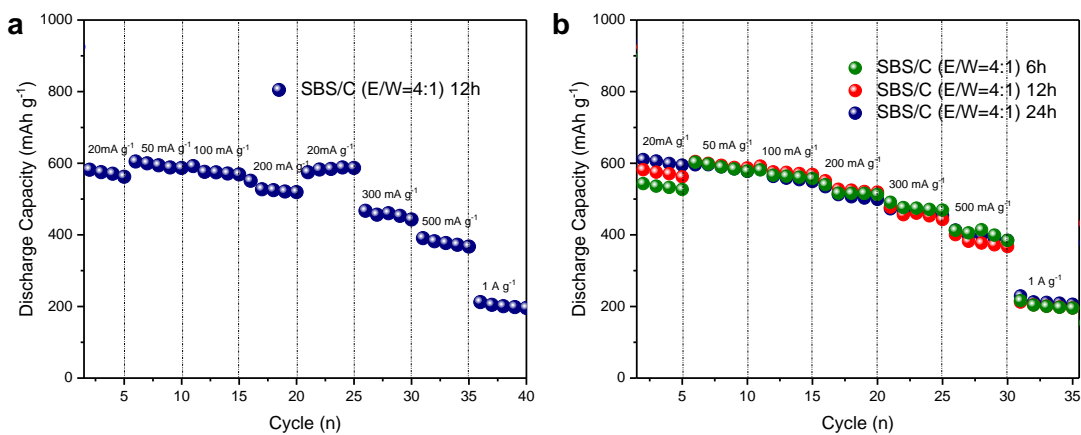 a
1000
800
600
400
200
0
Discharge Capacity (mAh g-1)
SBS/C (E/W=4:1) 12h
20mA g-1
50 mA g-1
100 mA g-1
200 mA g-1
20mA g-1
300 mA g-1
500 mA g-1
1 A g-1
5 10 15 20 25 30 35 40
Cycle (n)
b
1000
800
600
400
200
0
Discharge Capacity (mAh g-1)
SBS/C (E/W=4:1) 6h
SBS/C (E/W=4:1) 12h
SBS/C (E/W=4:1) 24h
20mA g-1
50 mA g-1
100 mA g-1
200 mA g-1
300 mA g-1
500 mA g-1
1 A g-1
5 10 15 20 25 30 35
Cycle (n)